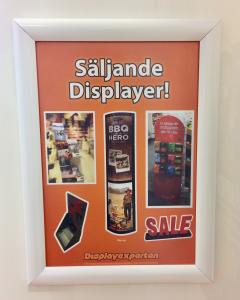 Säljande
Displayer!
BBQ
HERO
SALE
Displayexperten